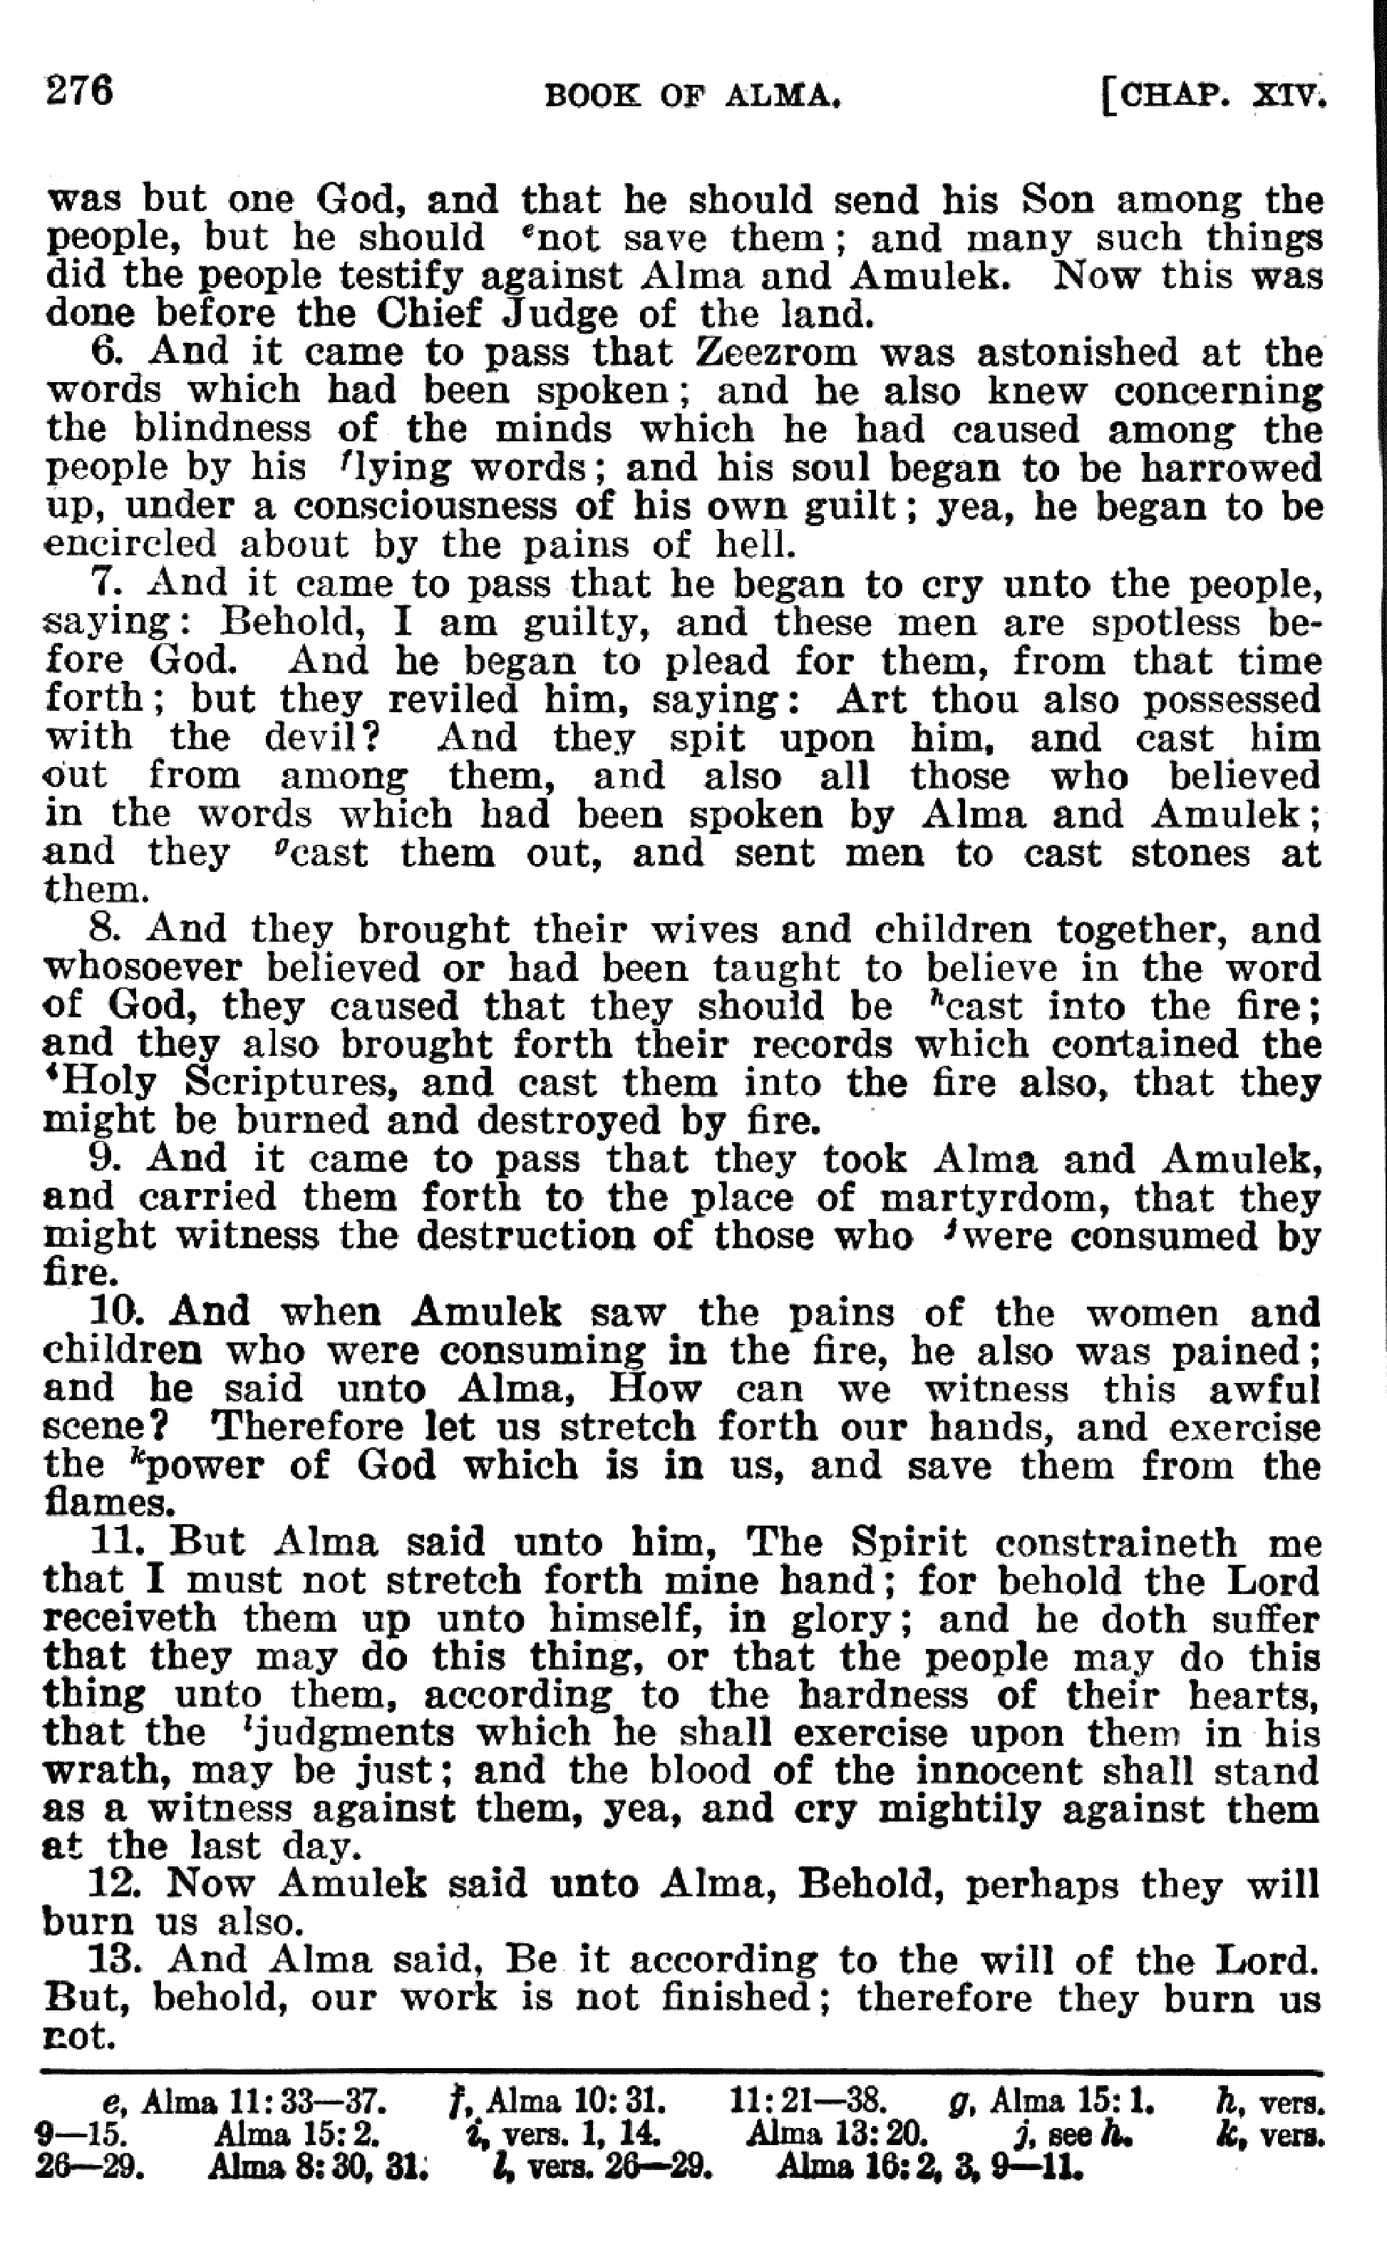 276 BOOK OF ALMA. [CHAP. XIV.
was but one God, and that he should send his Son among the
people, but he should ᵉnot save them; and many such things
did the people testify against Alma and Amulek. Now this was
done before the Chief Judge of the land.
6. And it came to pass that Zeezrom was astonished at the
words which had been spoken; and he also knew concerning
the blindness of the minds which he had caused among the
people by his ᶠlying words; and his soul began to be harrowed
up, under a consciousness of his own guilt; yea, he began to be
encircled about by the pains of hell.
7. And it came to pass that he began to cry unto the people,
saying: Behold, I am guilty, and these men are spotless be-
fore God. And he began to plead for them, from that time
forth; but they reviled him, saying: Art thou also possessed
with the devil? And they spit upon him, and cast him
out from among them, and also all those who believed
in the words which had been spoken by Alma and Amulek;
and they ᵍcast them out, and sent men to cast stones at
them.
8. And they brought their wives and children together, and
whosoever believed or had been taught to believe in the word
of God, they caused that they should be ʰcast into the fire;
and they also brought forth their records which contained the
ⁱHoly Scriptures, and cast them into the fire also, that they
might be burned and destroyed by fire.
9. And it came to pass that they took Alma and Amulek,
and carried them forth to the place of martyrdom, that they
might witness the destruction of those who ʲwere consumed by
fire.
10. And when Amulek saw the pains of the women and
children who were consuming in the fire, he also was pained;
and he said unto Alma, How can we witness this awful
scene? Therefore let us stretch forth our hands, and exercise
the ᵏpower of God which is in us, and save them from the
flames.
11. But Alma said unto him, The Spirit constraineth me
that I must not stretch forth mine hand; for behold the Lord
receiveth them up unto himself, in glory; and he doth suffer
that they may do this thing, or that the people may do this
thing unto them, according to the hardness of their hearts,
that the ˡjudgments which he shall exercise upon them in his
wrath, may be just; and the blood of the innocent shall stand
as a witness against them, yea, and cry mightily against them
at the last day.
12. Now Amulek said unto Alma, Behold, perhaps they will
burn us also.
13. And Alma said, Be it according to the will of the Lord.
But, behold, our work is not finished; therefore they burn us
not.
e, Alma 11:33—37. f, Alma 10:31. 11:21—38. g, Alma 15:1. h, vers.
9—15. Alma 15:2. i, vers. 1, 14. Alma 13:20. j, see h. k, vers.
26—29. Alma 8:30, 31. l, vers. 26—29. Alma 16:2, 3, 9—11.